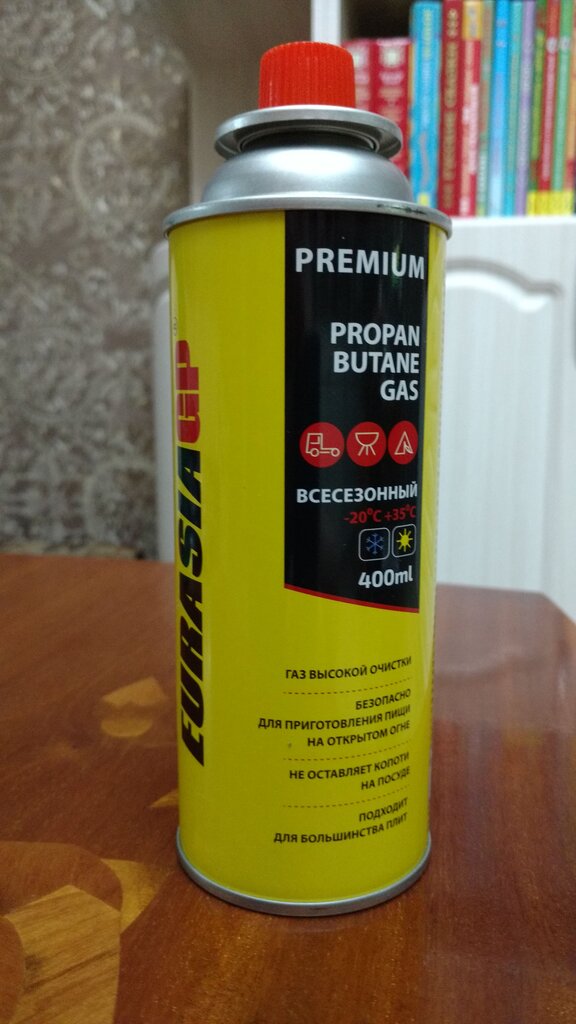 PREMIUM
PROPAN
BUTANE
GAS
ВСЕСЕЗОННЫЙ
-20°C +35°C
400ml
EURASIA GP
ГАЗ ВЫСОКОЙ ОЧИСТКИ
БЕЗОПАСНО
ДЛЯ ПРИГОТОВЛЕНИЯ ПИЩИ
НА ОТКРЫТОМ ОГНЕ
НЕ ОСТАВЛЯЕТ КОПОТИ
НА ПОСУДЕ
ПОДХОДИТ
ДЛЯ БОЛЬШИНСТВА ПЛИТ